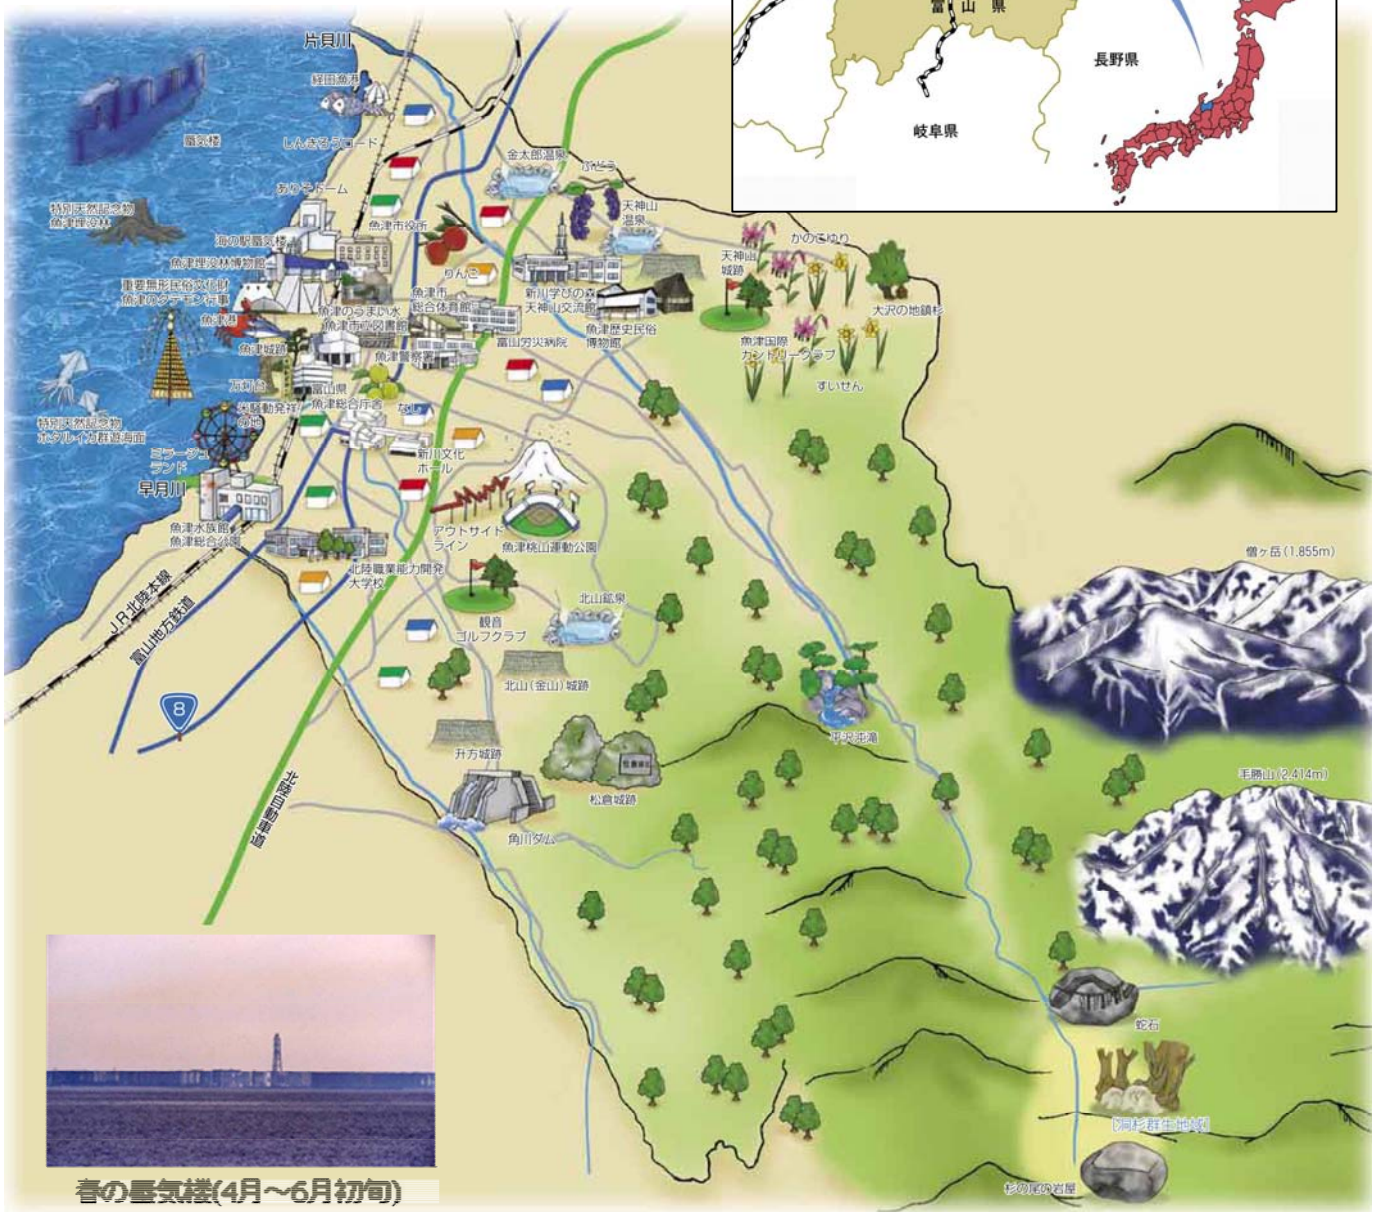 富山県
長野県
岐阜県
片貝川
経田漁港
蜃気楼
しんきろうロード
金太郎温泉
ぶどう
ありそドーム
特別天然記念物
魚津埋没林
魚津市役所
天神山
温泉
海の駅蜃気楼
かのこゆり
魚津埋没林博物館
りんご
天神山
城跡
重要無形民俗文化財
魚津のタテモン行事
魚津市
総合体育館
新川学びの森
天神山交流館
大沢の地鎮杉
魚津港
魚津のうまい水
魚津市立図書館
魚津歴史民俗
博物館
魚津城跡
魚津警察署
富山労災病院
魚津国際
カントリークラブ
万灯台
富山県
魚津総合庁舎
なし
すいせん
米騒動発祥
の地
特別天然記念物
ホタルイカ群遊海面
ミラージュ
ランド
新川文化
ホール
早月川
魚津水族館
魚津総合公園
アウトサイド
ライン
魚津桃山運動公園
僧ヶ岳(1,855m)
北陸職業能力開発
大学校
JR北陸本線
富山地方鉄道
北山鉱泉
観音
ゴルフクラブ
北山(金山)城跡
8
平沢沌滝
升方城跡
毛勝山(2,414m)
北陸自動車道
松倉城跡
角川ダム
蛇石
[洞杉群生地域]
杉の尾の岩屋
春の蜃気楼(4月～6月初旬)